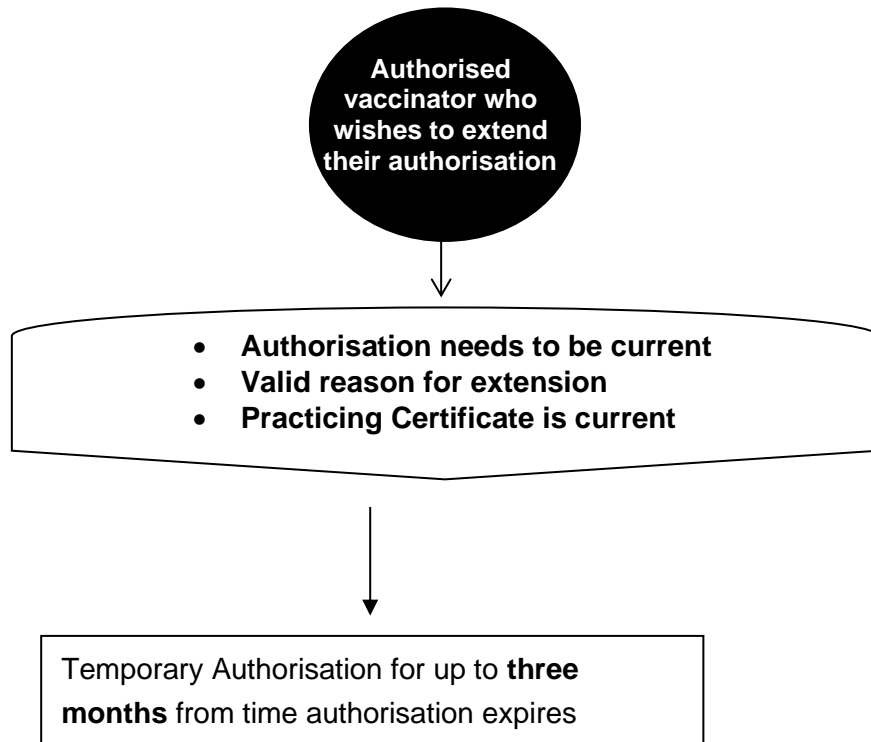 Authorised
vaccinator who
wishes to extend
their authorisation
• Authorisation needs to be current
• Valid reason for extension
• Practicing Certificate is current
Temporary Authorisation for up to three
months from time authorisation expires